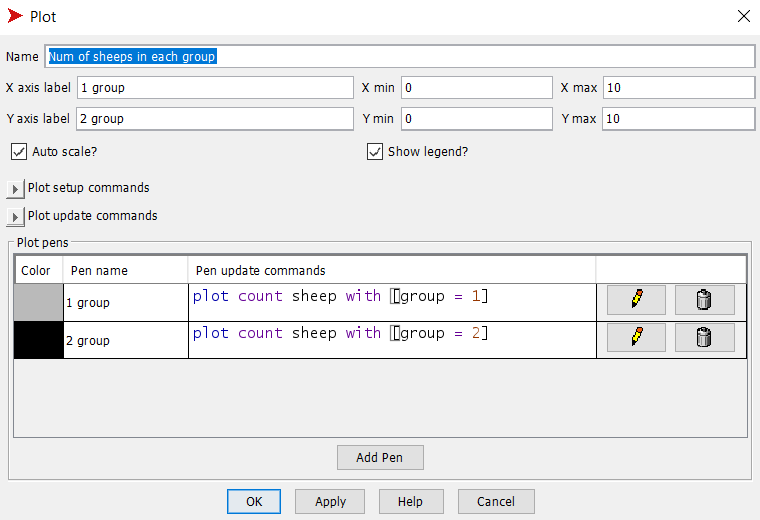 Plot
Name Num of sheeps in each group
X axis label 1 group X min 0 X max 10
Y axis label 2 group Y min 0 Y max 10
Auto scale? Show legend?
Plot setup commands
Plot update commands
Plot pens
Color Pen name Pen update commands
1 group plot count sheep with [group = 1]
2 group plot count sheep with [group = 2]
Add Pen
OK Apply Help Cancel